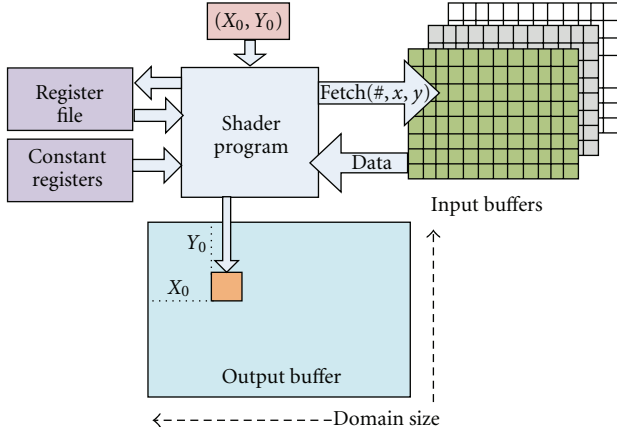 (X₀, Y₀)
Register
file
Constant
registers
Shader
program
Fetch(#, x, y)
Data
Input buffers
Y₀
X₀
Output buffer
Domain size